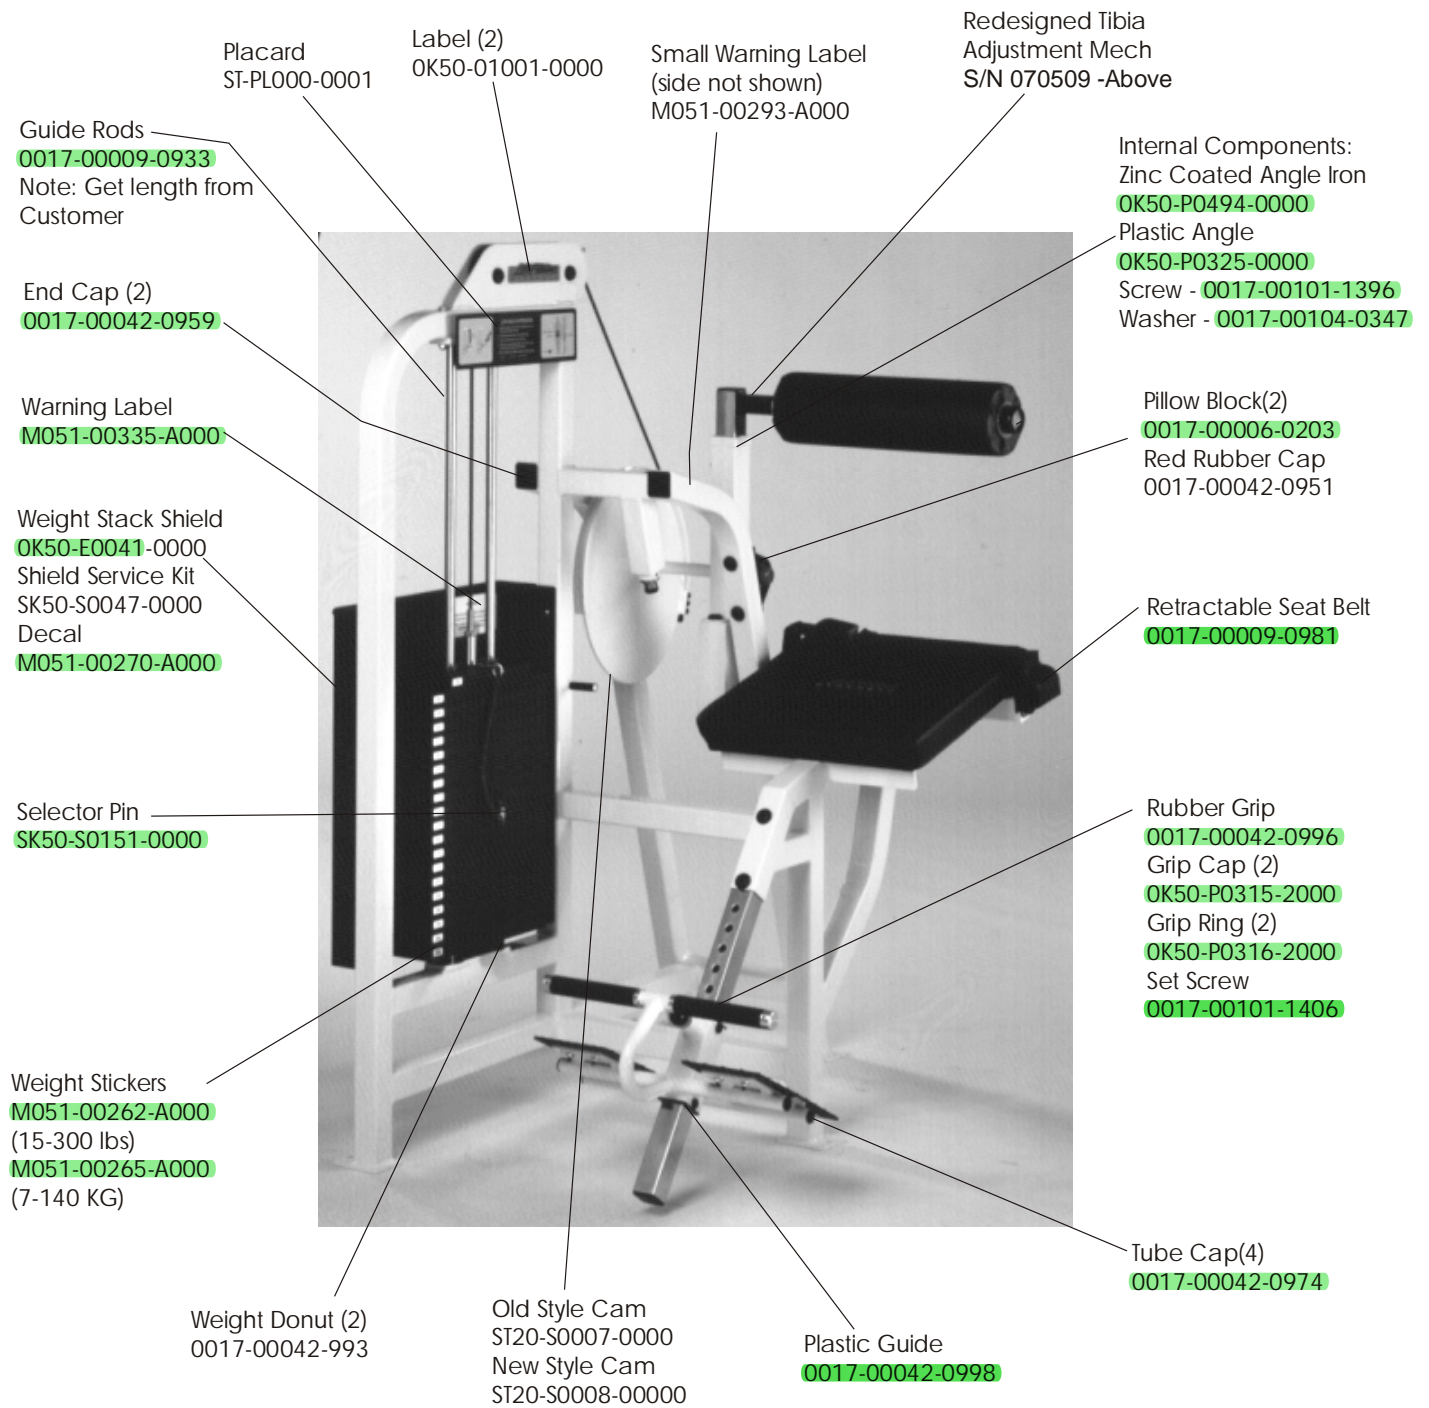 Placard
ST-PL000-0001
Label (2)
0K50-01001-0000
Small Warning Label
(side not shown)
M051-00293-A000
Redesigned Tibia
Adjustment Mech
S/N 070509 -Above
Guide Rods
0017-00009-0933
Note: Get length from
Customer
Internal Components:
Zinc Coated Angle Iron
0K50-P0494-0000
Plastic Angle
0K50-P0325-0000
Screw - 0017-00101-1396
Washer - 0017-00104-0347
End Cap (2)
0017-00042-0959
Warning Label
M051-00335-A000
Pillow Block(2)
0017-00006-0203
Red Rubber Cap
0017-00042-0951
Weight Stack Shield
0K50-E0041-0000
Shield Service Kit
SK50-S0047-0000
Decal
M051-00270-A000
Retractable Seat Belt
0017-00009-0981
Selector Pin
SK50-S0151-0000
Rubber Grip
0017-00042-0996
Grip Cap (2)
0K50-P0315-2000
Grip Ring (2)
0K50-P0316-2000
Set Screw
0017-00101-1406
Weight Stickers
M051-00262-A000
(15-300 lbs)
M051-00265-A000
(7-140 KG)
Tube Cap(4)
0017-00042-0974
Weight Donut (2)
0017-00042-993
Old Style Cam
ST20-S0007-0000
New Style Cam
ST20-S0008-00000
Plastic Guide
0017-00042-0998